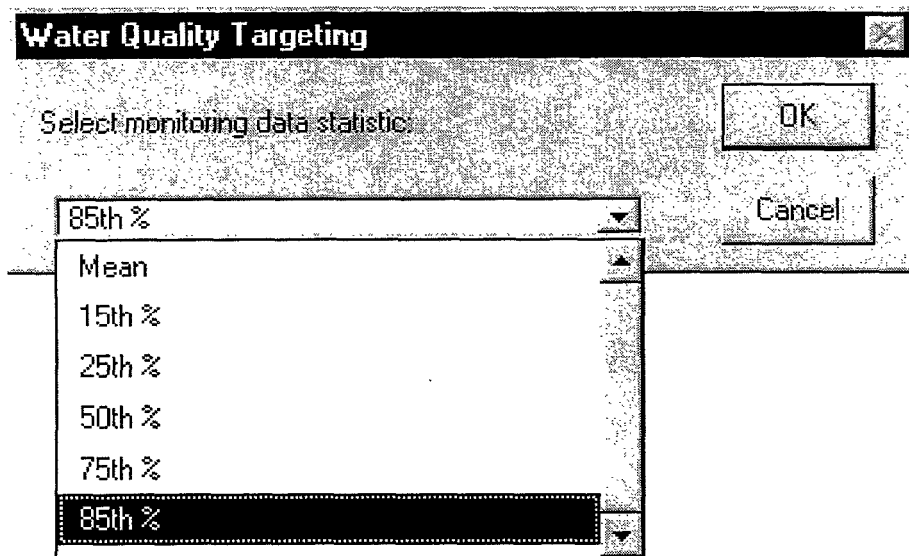 Water Quality Targeting
Select monitoring data statistic:
OK
85th %
Cancel
Mean
15th %
25th %
50th %
75th %
85th %